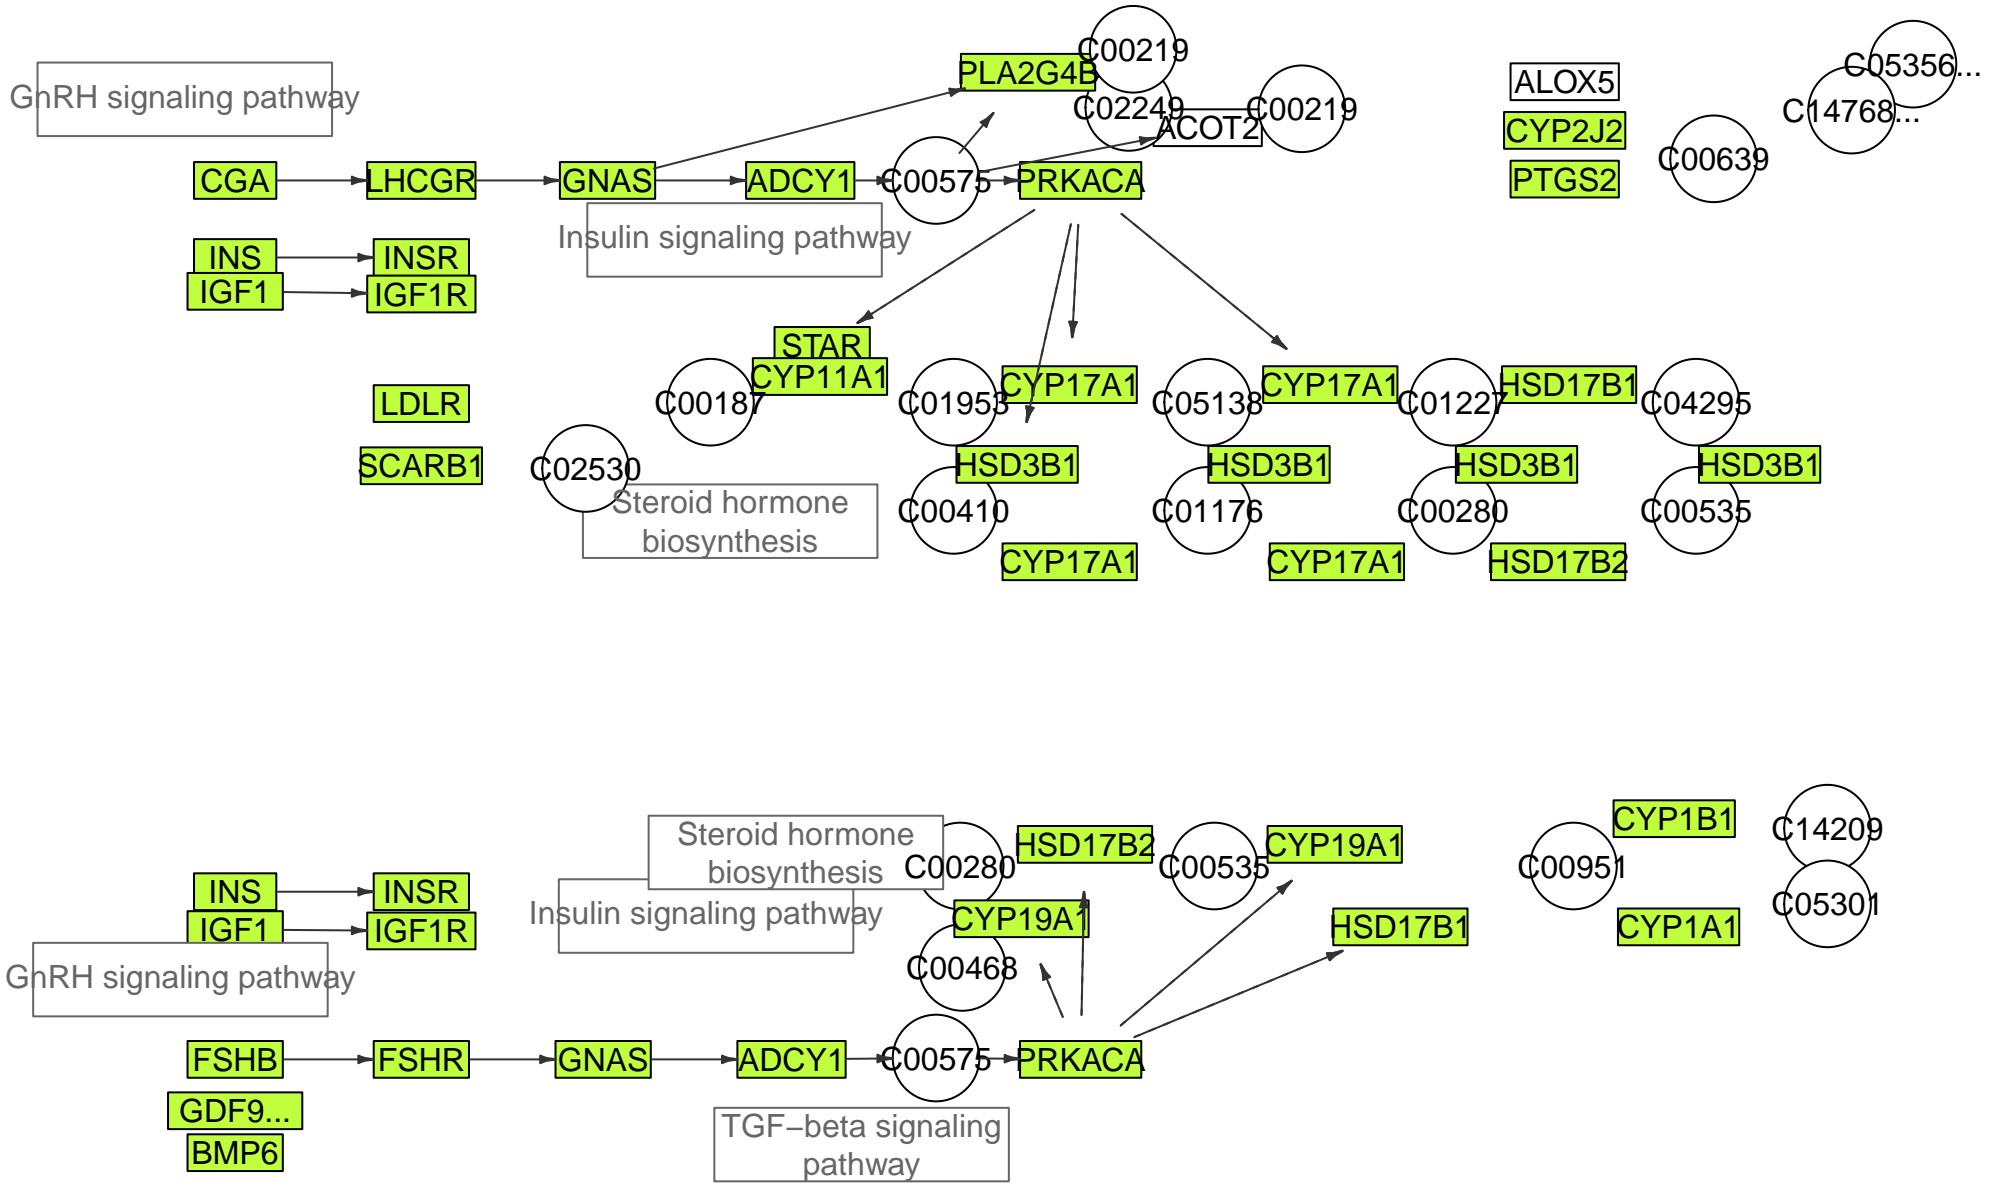 C00219
PLA2G4B
C05356...
GnRH signaling pathway
ALOX5
C02249
C00219
C14768...
ACOT2
CYP2J2
C00639
CGA
LHCGR
GNAS
ADCY1
C00575
PRKACA
PTGS2
Insulin signaling pathway
INS
INSR
IGF1
IGF1R
STAR
CYP11A1
CYP17A1
CYP17A1
HSD17B1
LDLR
C00187
C01953
C05138
C01227
C04295
SCARB1
C02530
HSD3B1
HSD3B1
HSD3B1
HSD3B1
Steroid hormone
biosynthesis
C00410
C01176
C00280
C00535
CYP17A1
CYP17A1
HSD17B2
Steroid hormone
biosynthesis
C00280
HSD17B2
C00535
CYP19A1
C00951
CYP1B1
C14209
INS
INSR
Insulin signaling pathway
CYP19A1
HSD17B1
CYP1A1
C05301
IGF1
IGF1R
GnRH signaling pathway
C00468
FSHB
FSHR
GNAS
ADCY1
C00575
PRKACA
GDF9...
BMP6
TGF−beta signaling
pathway